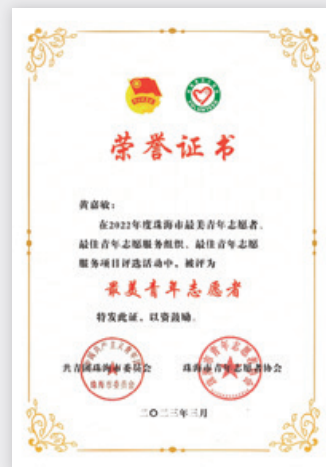 荣誉证书
黄嘉敏：
在2022年度珠海市最美青年志愿者、
最佳青年志愿服务组织、最佳青年志愿
服务项目评选活动中，被评为
最美青年志愿者
特发此证，以资鼓励。
共青团珠海市委员会 珠海市青年志愿者协会
二〇二三年三月